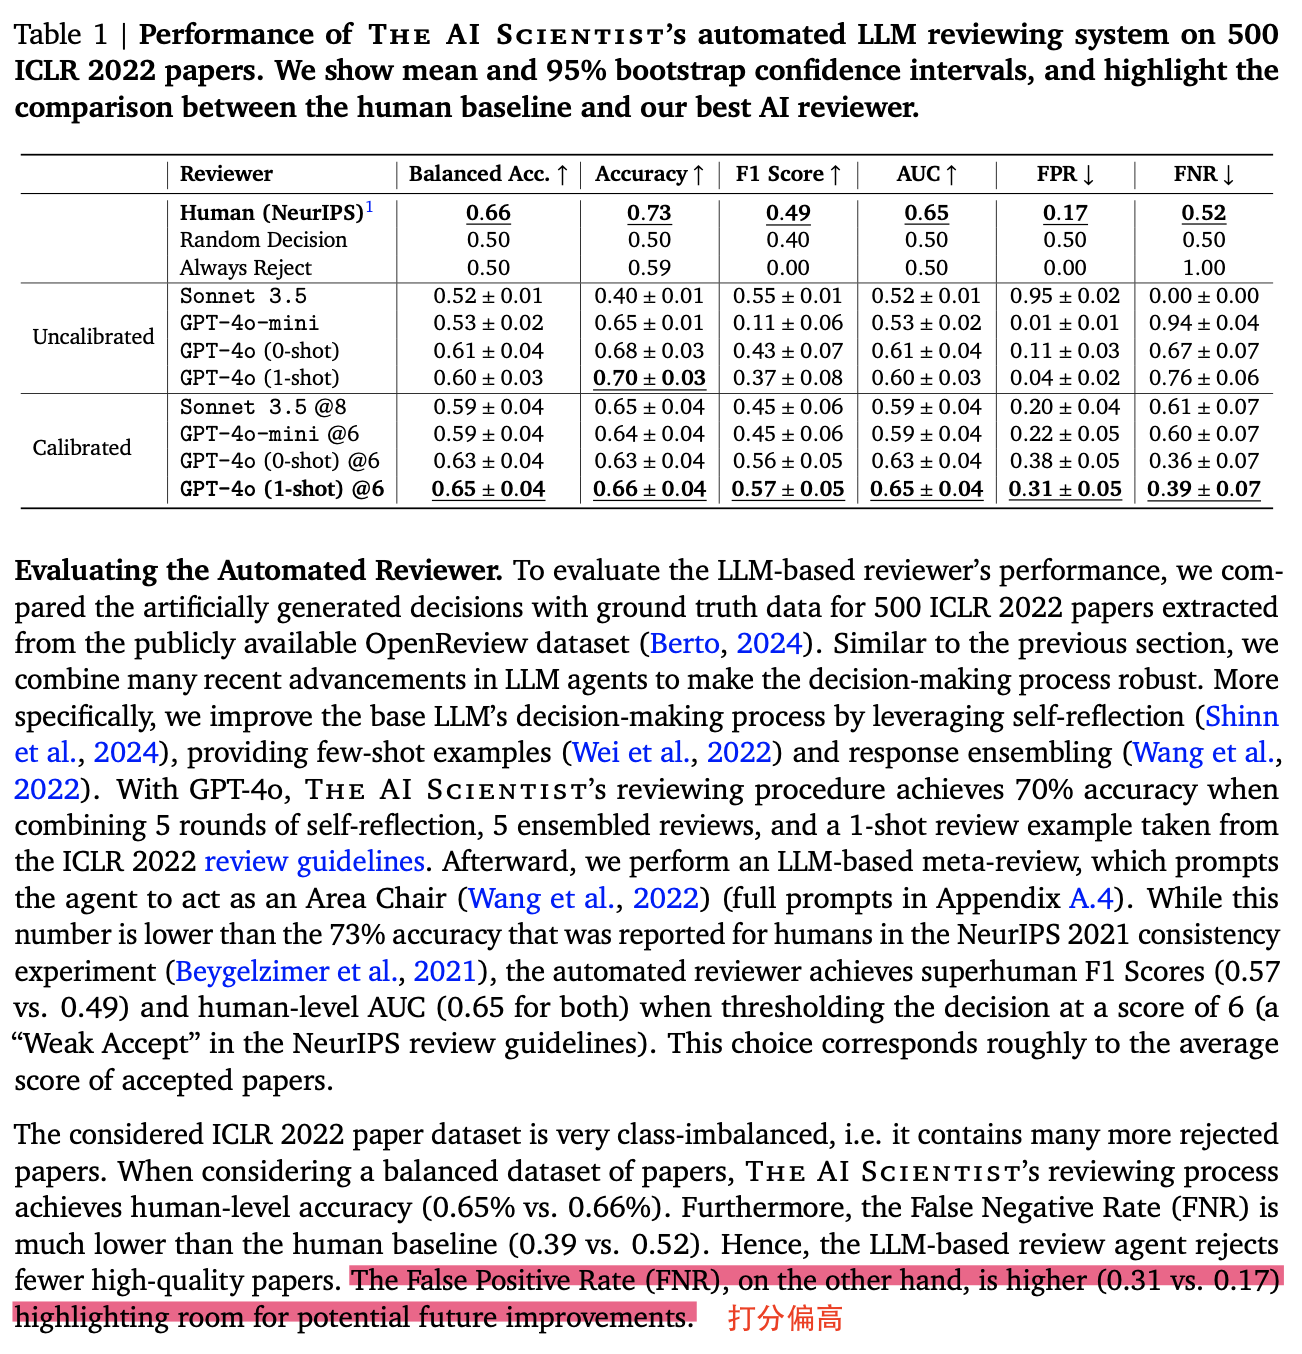 Table 1 | Performance of THE AI SCIENTIST's automated LLM reviewing system on 500
ICLR 2022 papers. We show mean and 95% bootstrap confidence intervals, and highlight the
comparison between the human baseline and our best AI reviewer.
Reviewer Balanced Acc. ↑ Accuracy ↑ F1 Score ↑ AUC ↑ FPR ↓ FNR ↓
Human (NeurIPS)1 0.66 0.73 0.49 0.65 0.17 0.52
Random Decision 0.50 0.50 0.40 0.50 0.50 0.50
Always Reject 0.50 0.59 0.00 0.50 0.00 1.00
Uncalibrated
Sonnet 3.5 0.52 ± 0.01 0.40 ± 0.01 0.55 ± 0.01 0.52 ± 0.01 0.95 ± 0.02 0.00 ± 0.00
GPT-4o-mini 0.53 ± 0.02 0.65 ± 0.01 0.11 ± 0.06 0.53 ± 0.02 0.01 ± 0.01 0.94 ± 0.04
GPT-4o (0-shot) 0.61 ± 0.04 0.68 ± 0.03 0.43 ± 0.07 0.61 ± 0.04 0.11 ± 0.03 0.67 ± 0.07
GPT-4o (1-shot) 0.60 ± 0.03 0.70 ± 0.03 0.37 ± 0.08 0.60 ± 0.03 0.04 ± 0.02 0.76 ± 0.06
Calibrated
Sonnet 3.5 @8 0.59 ± 0.04 0.65 ± 0.04 0.45 ± 0.06 0.59 ± 0.04 0.20 ± 0.04 0.61 ± 0.07
GPT-4o-mini @6 0.59 ± 0.04 0.64 ± 0.04 0.45 ± 0.06 0.59 ± 0.04 0.22 ± 0.05 0.60 ± 0.07
GPT-4o (0-shot) @6 0.63 ± 0.04 0.63 ± 0.04 0.56 ± 0.05 0.63 ± 0.04 0.38 ± 0.05 0.36 ± 0.07
GPT-4o (1-shot) @6 0.65 ± 0.04 0.66 ± 0.04 0.57 ± 0.05 0.65 ± 0.04 0.31 ± 0.05 0.39 ± 0.07
Evaluating the Automated Reviewer. To evaluate the LLM-based reviewer's performance, we com-
pared the artificially generated decisions with ground truth data for 500 ICLR 2022 papers extracted
from the publicly available OpenReview dataset (Berto, 2024). Similar to the previous section, we
combine many recent advancements in LLM agents to make the decision-making process robust. More
specifically, we improve the base LLM's decision-making process by leveraging self-reflection (Shinn
et al., 2024), providing few-shot examples (Wei et al., 2022) and response ensembling (Wang et al.,
2022). With GPT-4o, THE AI SCIENTIST's reviewing procedure achieves 70% accuracy when
combining 5 rounds of self-reflection, 5 ensembled reviews, and a 1-shot review example taken from
the ICLR 2022 review guidelines. Afterward, we perform an LLM-based meta-review, which prompts
the agent to act as an Area Chair (Wang et al., 2022) (full prompts in Appendix A.4). While this
number is lower than the 73% accuracy that was reported for humans in the NeurIPS 2021 consistency
experiment (Beygelzimer et al., 2021), the automated reviewer achieves superhuman F1 Scores (0.57
vs. 0.49) and human-level AUC (0.65 for both) when thresholding the decision at a score of 6 (a
“Weak Accept” in the NeurIPS review guidelines). This choice corresponds roughly to the average
score of accepted papers.
The considered ICLR 2022 paper dataset is very class-imbalanced, i.e. it contains many more rejected
papers. When considering a balanced dataset of papers, THE AI SCIENTIST's reviewing process
achieves human-level accuracy (0.65% vs. 0.66%). Furthermore, the False Negative Rate (FNR) is
much lower than the human baseline (0.39 vs. 0.52). Hence, the LLM-based review agent rejects
fewer high-quality papers. The False Positive Rate (FNR), on the other hand, is higher (0.31 vs. 0.17)
highlighting room for potential future improvements. 打分偏高